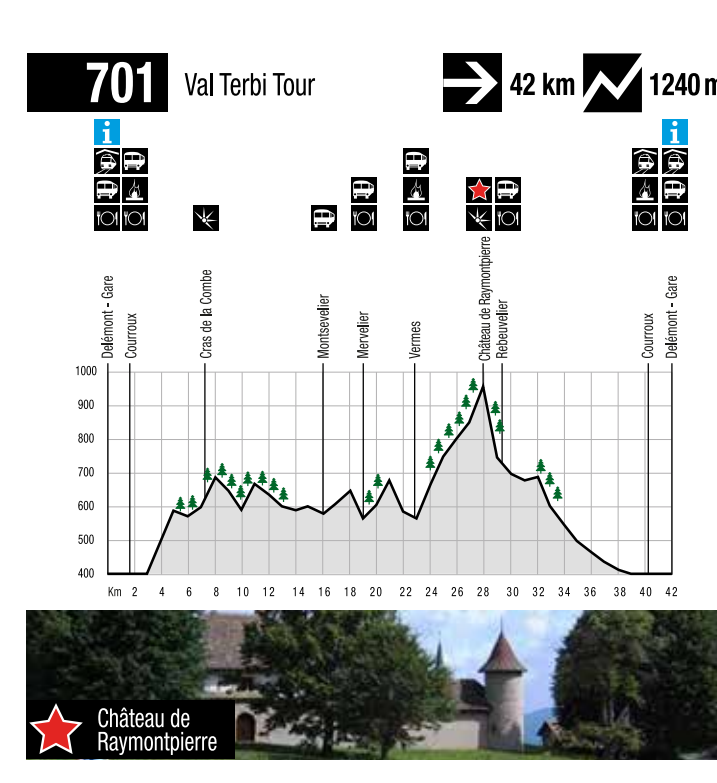 701 Val Terbi Tour 42 km 1240 m
i i
Delémont - Gare
Courroux
Cras de la Combe
Montsevelier
Mervelier
Vermes
Château de Raymontpierre
Rebeuvelier
Courroux
Delémont - Gare
1000
900
800
700
600
500
400
Km 2 4 6 8 10 12 14 16 18 20 22 24 26 28 30 32 34 36 38 40 42
Château de
Raymontpierre